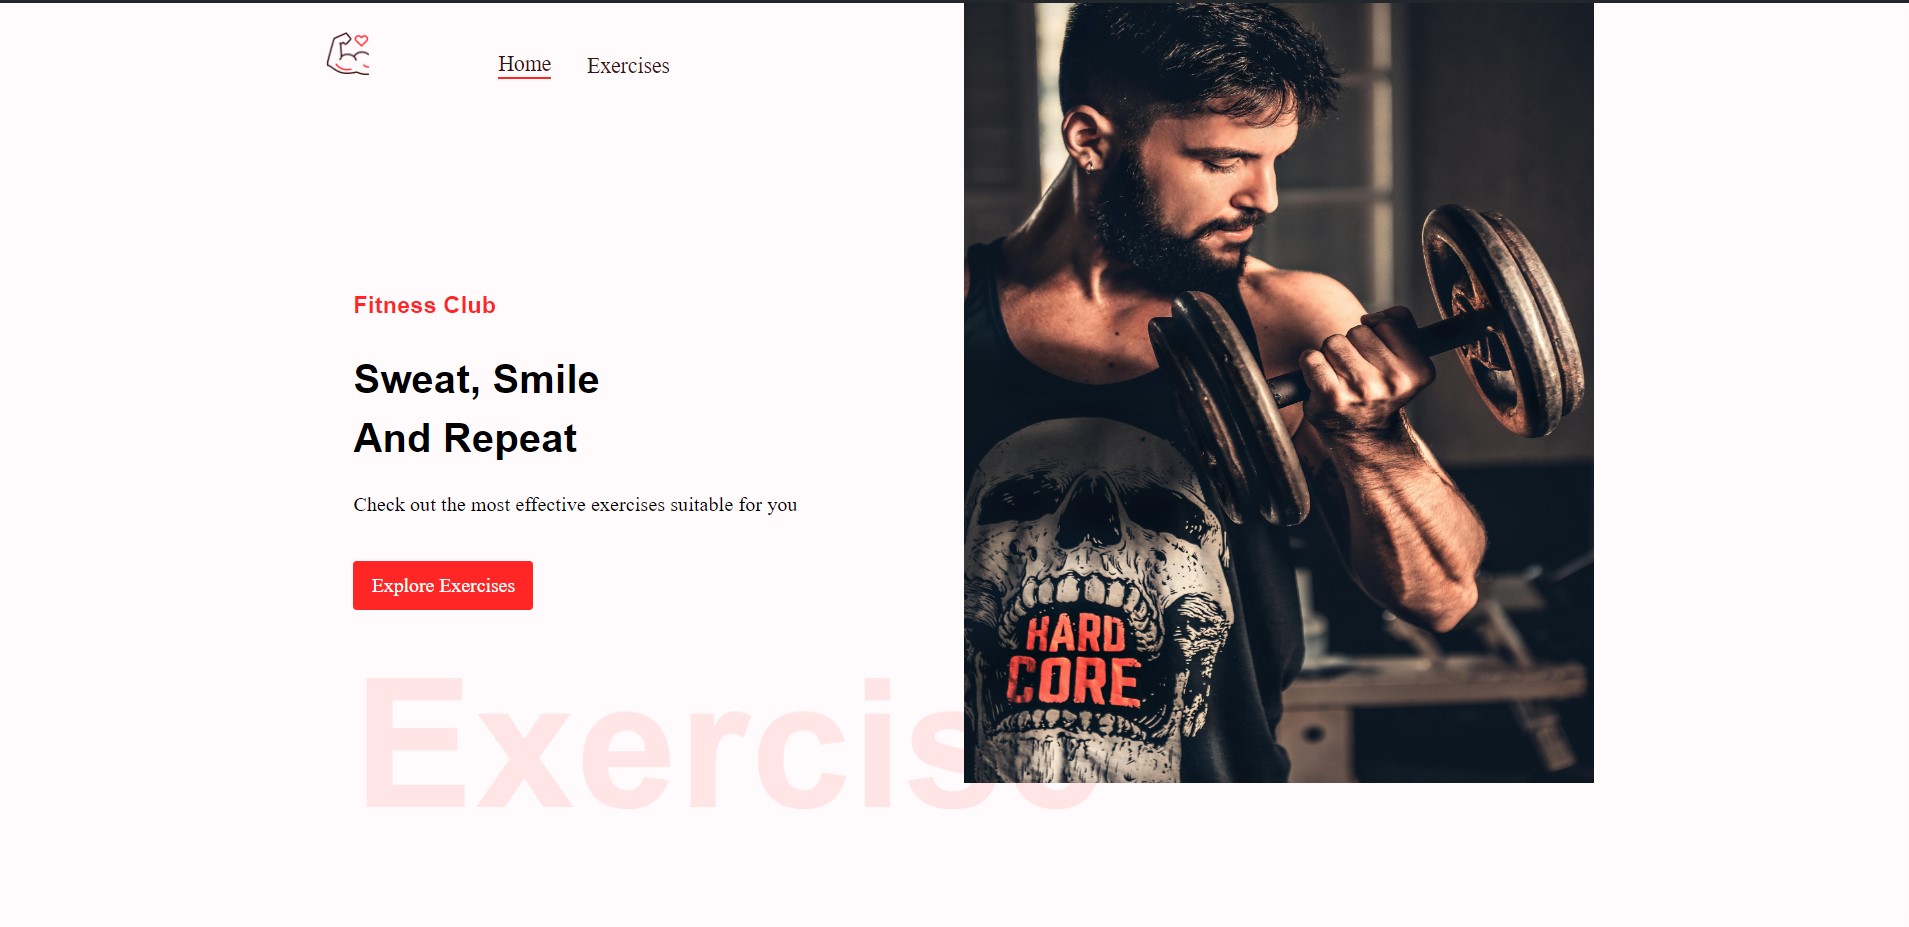 Home
Exercises
Fitness Club
Sweat, Smile
And Repeat
Check out the most effective exercises suitable for you
Explore Exercises
HARD
CORE
Exercise